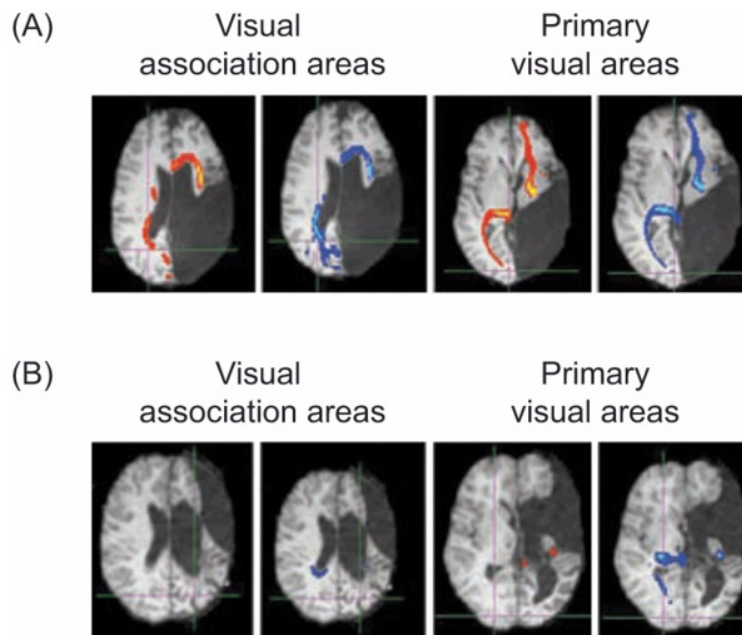 (A)
Visual
association areas
Primary
visual areas
(B)
Visual
association areas
Primary
visual areas